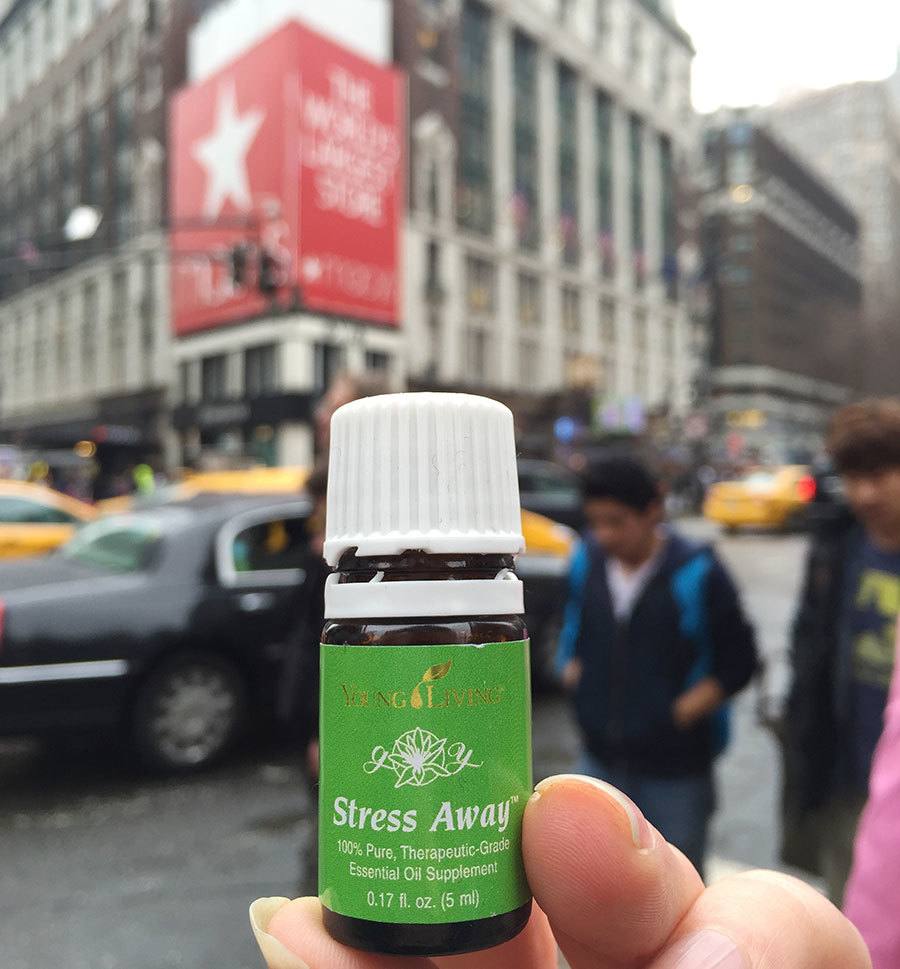 THE
WORLD'S
LARGEST
STORE
macy's
YOUNG LIVING
g y
Stress Away™
100% Pure, Therapeutic-Grade
Essential Oil Supplement
0.17 fl. oz. (5 ml)